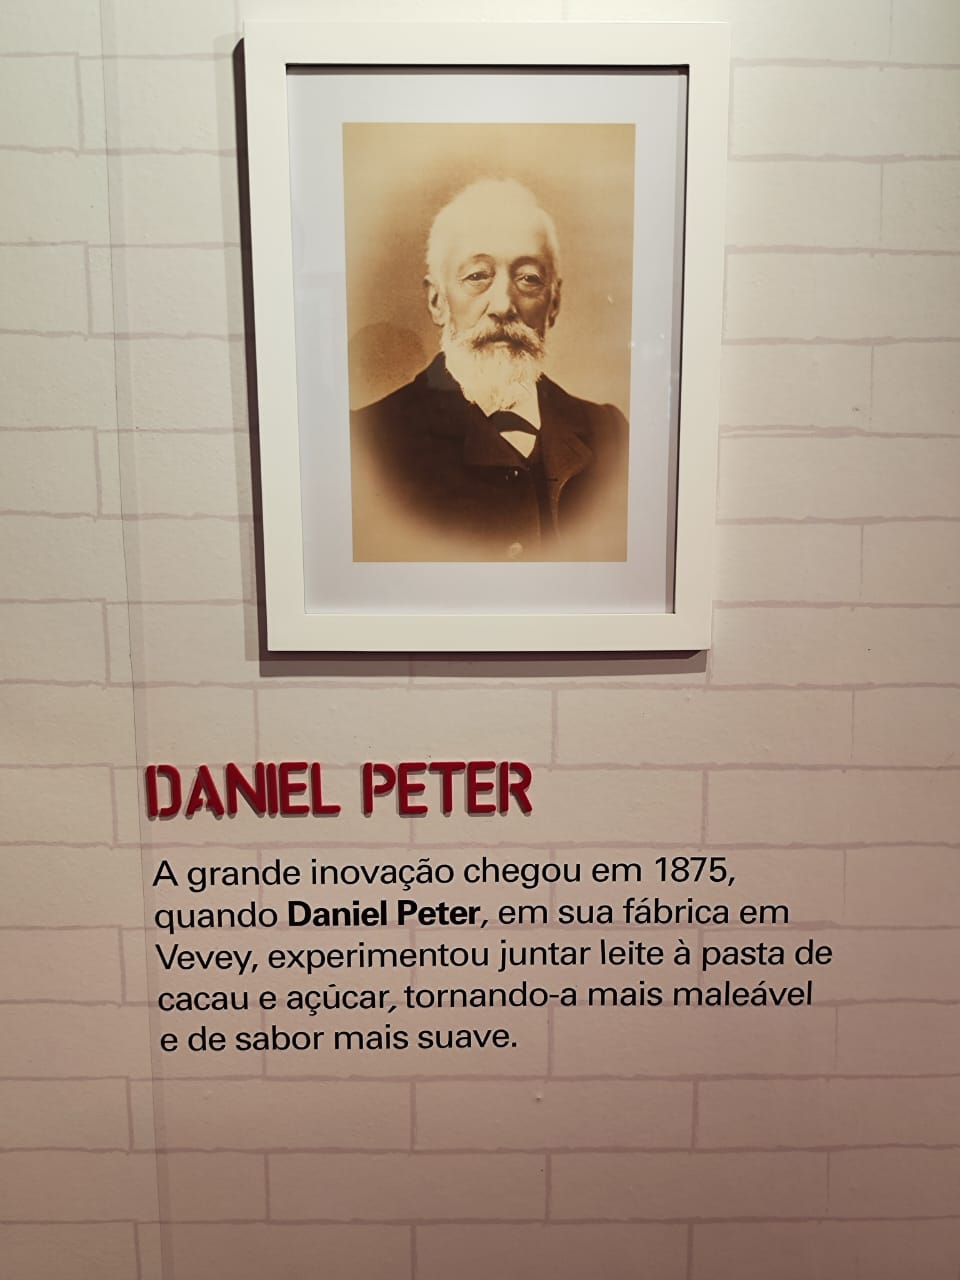 DANIEL PETER
A grande inovação chegou em 1875,
quando Daniel Peter, em sua fábrica em
Vevey, experimentou juntar leite à pasta de
cacau e açúcar, tornando-a mais maleável
e de sabor mais suave.